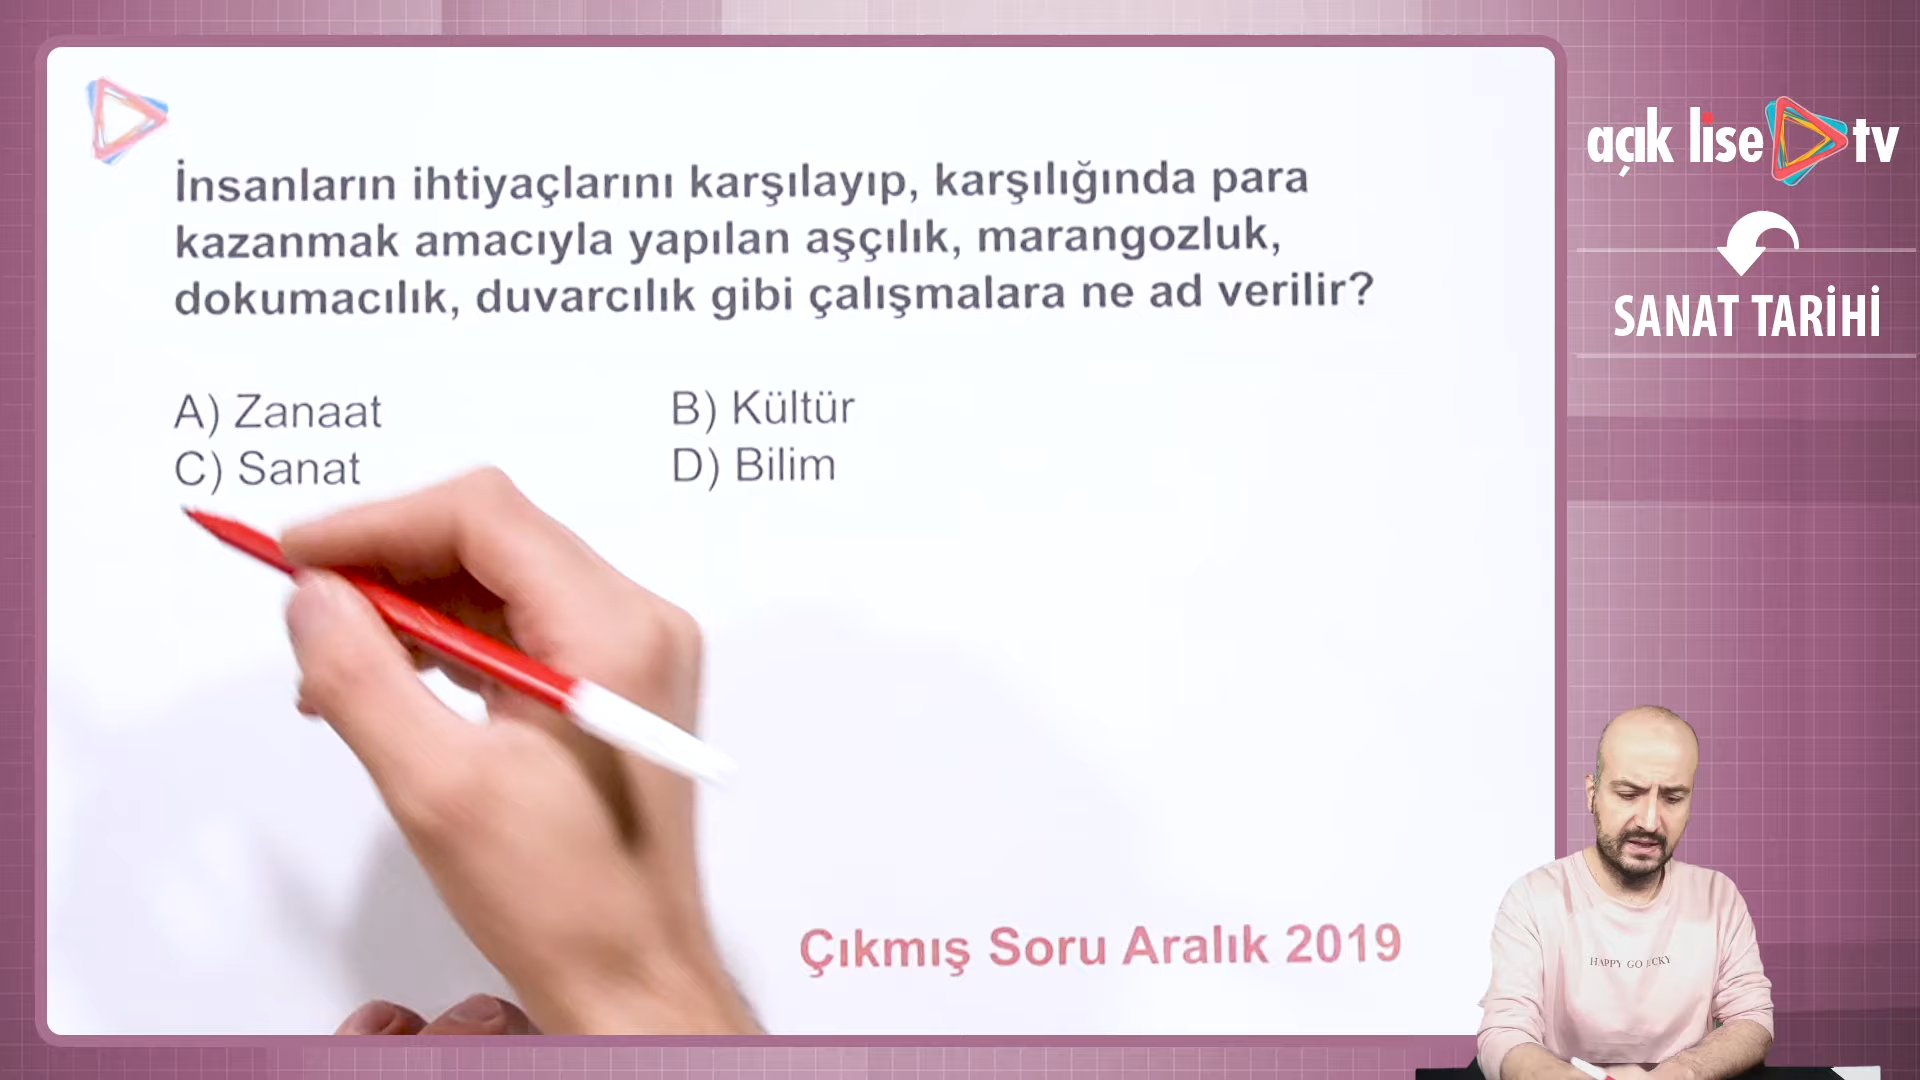 İnsanların ihtiyaçlarını karşılayıp, karşılığında para
kazanmak amacıyla yapılan aşçılık, marangozluk,
dokumacılık, duvarcılık gibi çalışmalara ne ad verilir?
A) Zanaat
B) Kültür
C) Sanat
D) Bilim
Çıkmış Soru Aralık 2019
açık lise tv
SANAT TARİHİ
HAPPY GO LUCKY